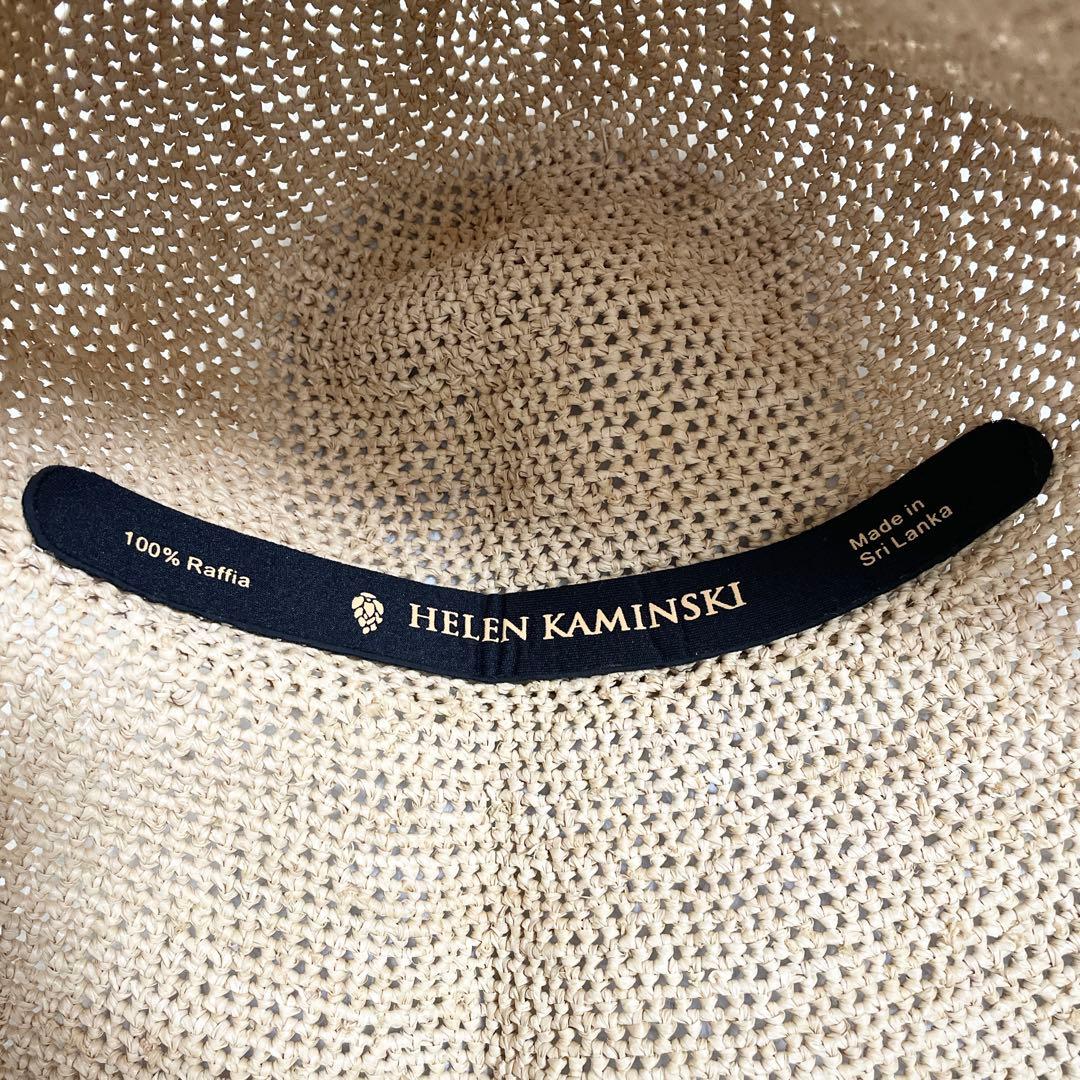 100% Raffia
HELEN KAMINSKI
Made in
Sri Lanka